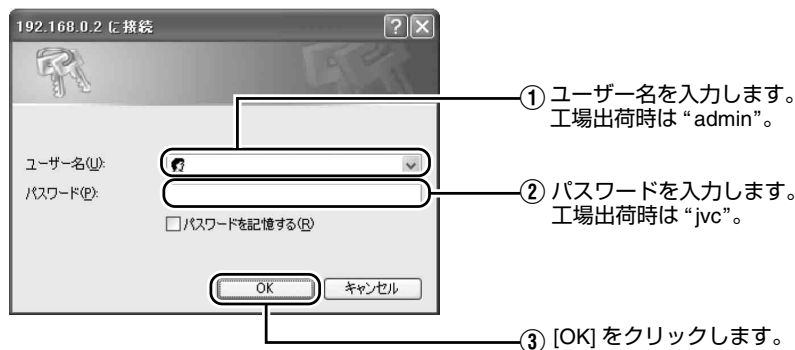 192.168.0.2 に接続
① ユーザー名を入力します。
工場出荷時は “admin”。
ユーザー名(U):
パスワード(P):
② パスワードを入力します。
工場出荷時は “jvc”。
パスワードを記憶する(R)
OK
キャンセル
③ [OK] をクリックします。